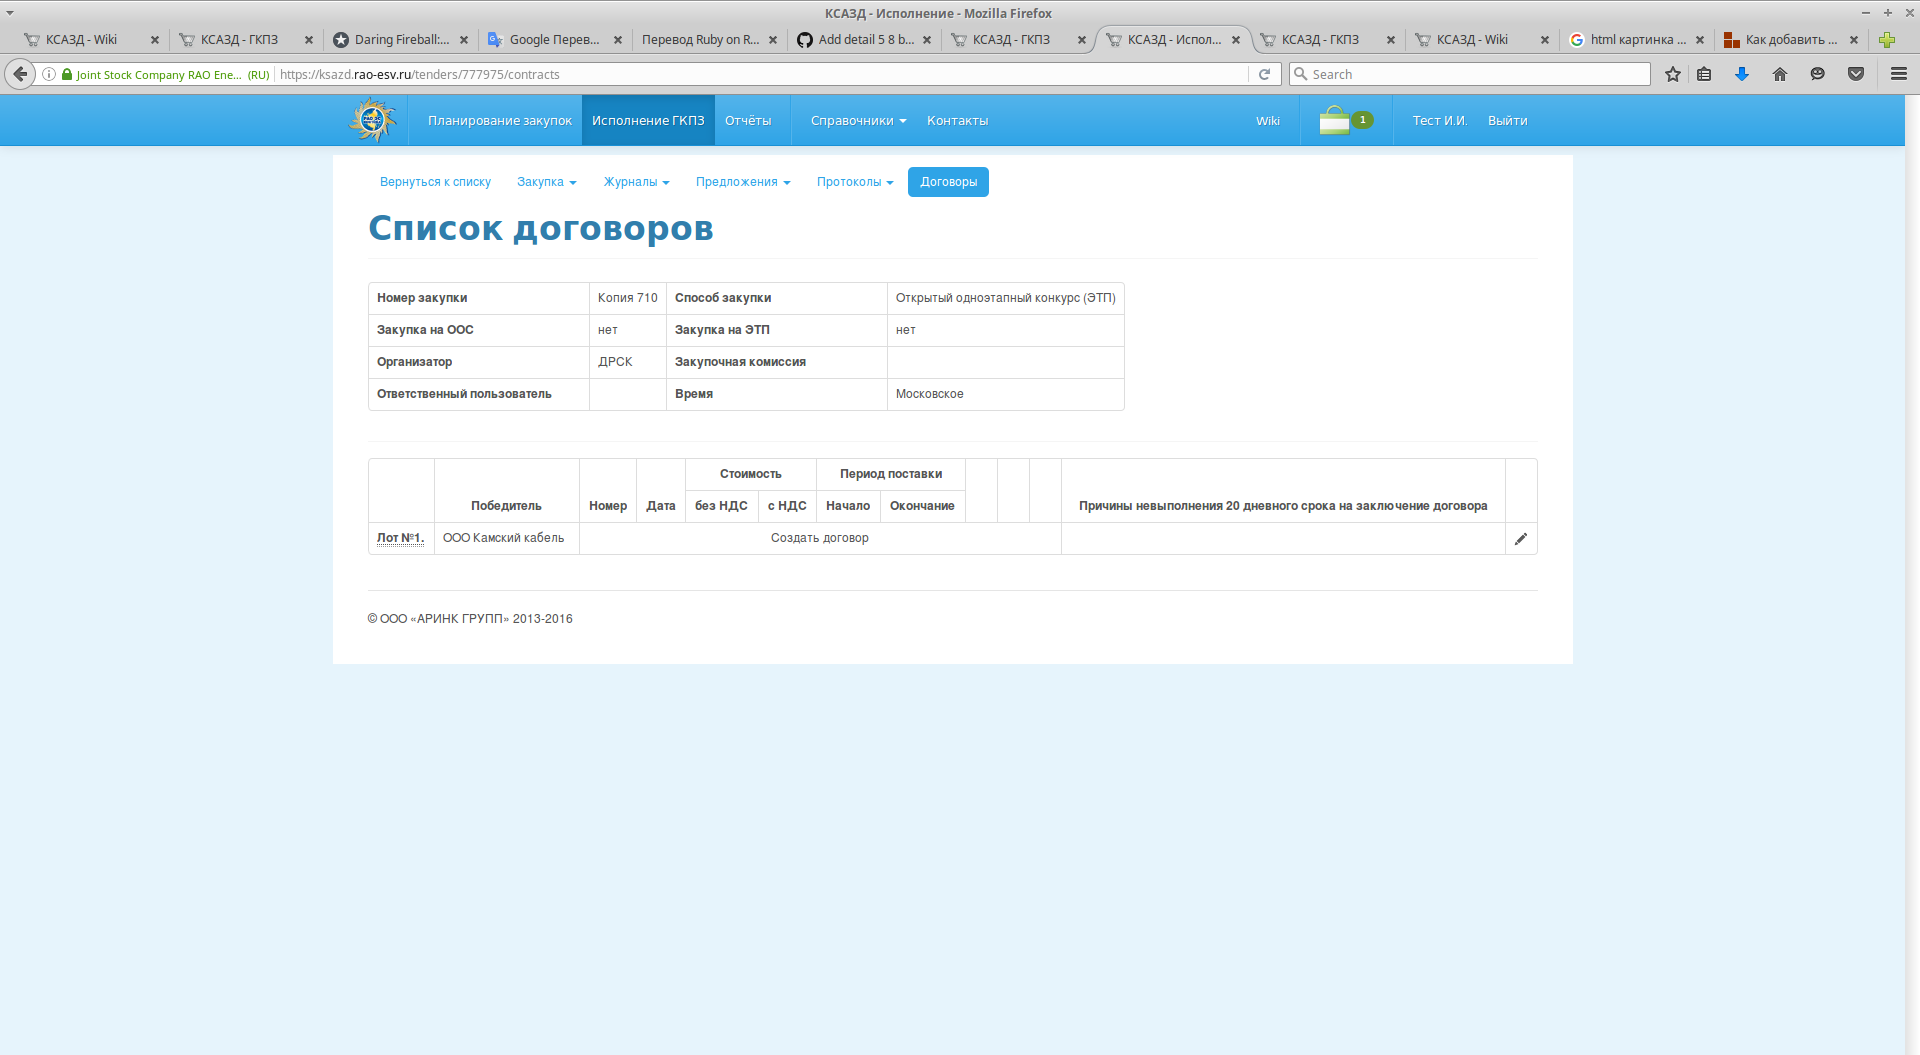 КСАЗД - Исполнение - Mozilla Firefox
КСАЗД - Wiki
КСАЗД - ГКПЗ
Daring Fireball:...
Google Перев...
Перевод Ruby on R...
Add detail 5 8 b...
КСАЗД - ГКПЗ
КСАЗД - Испол...
КСАЗД - ГКПЗ
КСАЗД - Wiki
html картинка ...
Как добавить ...
Joint Stock Company RAO Ene... (RU)
https://ksazd.rao-esv.ru/tenders/777975/contracts
Search
Планирование закупок
Исполнение ГКПЗ
Отчёты
Справочники
Контакты
Wiki
1
Тест И.И.
Выйти
Вернуться к списку
Закупка
Журналы
Предложения
Протоколы
Договоры
Список договоров
Номер закупки Копия 710 Способ закупки Открытый одноэтапный конкурс (ЭТП)
Закупка на ООС нет Закупка на ЭТП нет
Организатор ДРСК Закупочная комиссия
Ответственный пользователь Время Московское
Стоимость Период поставки
Победитель Номер Дата без НДС с НДС Начало Окончание Причины невыполнения 20 дневного срока на заключение договора
Лот №1. ООО Камский кабель Создать договор
© ООО «АРИНК ГРУПП» 2013-2016